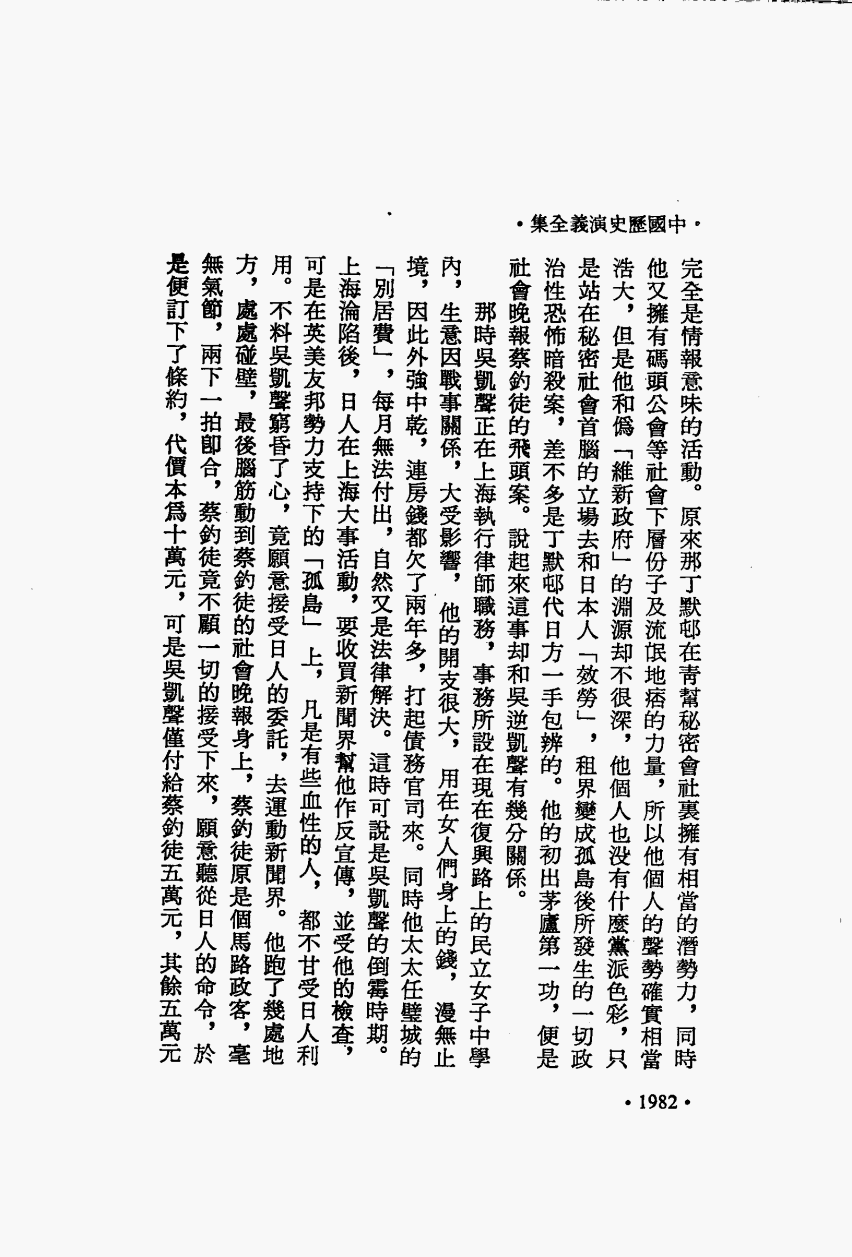 ·中國歷史演義全集·
完全是情報意味的活動。原來那丁默邨在青幫秘密會社裏擁有相當的潛勢力，同時
他又擁有碼頭公會等社會下層份子及流氓地痞的力量，所以他個人的聲勢確實相當
浩大，但是他和僞「維新政府」的淵源却不很深，他個人也没有什麼黨派色彩，只
是站在秘密社會首腦的立場去和日本人「效勞」，租界變成孤島後所發生的一切政
治性恐怖暗殺案，差不多是丁默邨代日方一手包辨的。他的初出茅廬第一功，便是
社會晚報蔡釣徒的飛頭案。說起來這事却和吳逆凱聲有幾分關係。
那時吳凱聲正在上海執行律師職務，事務所設在現在復興路上的民立女子中學
內，生意因戰事關係，大受影響，他的開支很大，用在女人們身上的錢，漫無止
境，因此外強中乾，連房錢都欠了兩年多，打起債務官司來。同時他太太任璧城的
「別居費」，每月無法付出，自然又是法律解決。這時可說是吳凱聲的倒霉時期。
上海淪陷後，日人在上海大事活動，要收買新聞界幫他作反宣傳，並受他的檢查，
可是在英美友邦勢力支持下的「孤島」上，凡是有些血性的人，都不甘受日人利
用。不料吳凱聲窮昏了心，竟願意接受日人的委託，去運動新聞界。他跑了幾處地
方，處處碰壁，最後腦筋動到蔡釣徒的社會晚報身上，蔡釣徒原是個馬路政客，毫
無氣節，兩下一拍卽合，蔡釣徒竟不顧一切的接受下來，願意聽從日人的命令，於
是便訂下了條約，代價本爲十萬元，可是吳凱聲僅付給蔡釣徒五萬元，其餘五萬元
·1982·